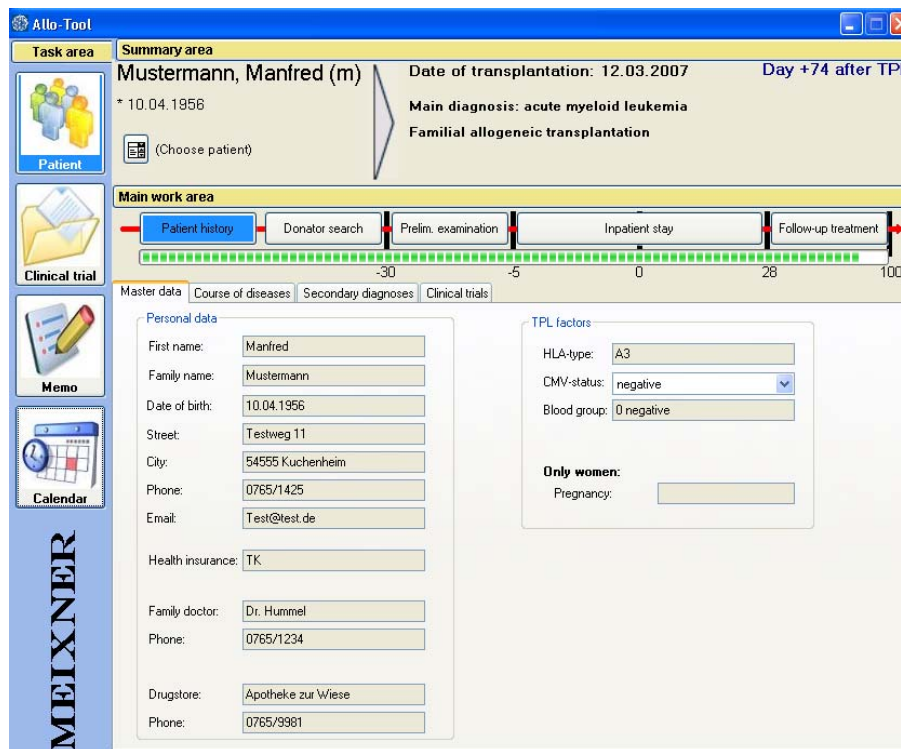 Allo-Tool
Task area
Summary area
Mustermann, Manfred (m)
* 10.04.1956
(Choose patient)
Date of transplantation: 12.03.2007
Main diagnosis: acute myeloid leukemia
Familial allogeneic transplantation
Day +74 after TPL
Patient
Clinical trial
Memo
Calendar
MEIXNER
Main work area
Patient history
Donator search
Prelim. examination
Inpatient stay
Follow-up treatment
-30 -5 0 28 100
Master data
Course of diseases
Secondary diagnoses
Clinical trials
Personal data
First name: Manfred
Family name: Mustermann
Date of birth: 10.04.1956
Street: Testweg 11
City: 54555 Kuchenheim
Phone: 0765/1425
Email: Test@test.de
Health insurance: TK
Family doctor: Dr. Hummel
Phone: 0765/1234
Drugstore: Apotheke zur Wiese
Phone: 0765/9981
TPL factors
HLA-type: A3
CMV-status: negative
Blood group: 0 negative
Only women:
Pregnancy: